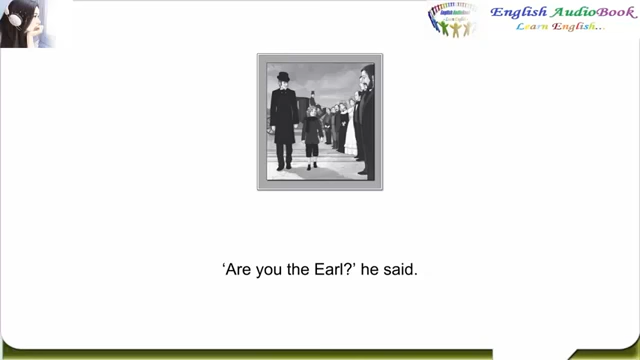 English AudioBook
Learn English...
‘Are you the Earl?’ he said.